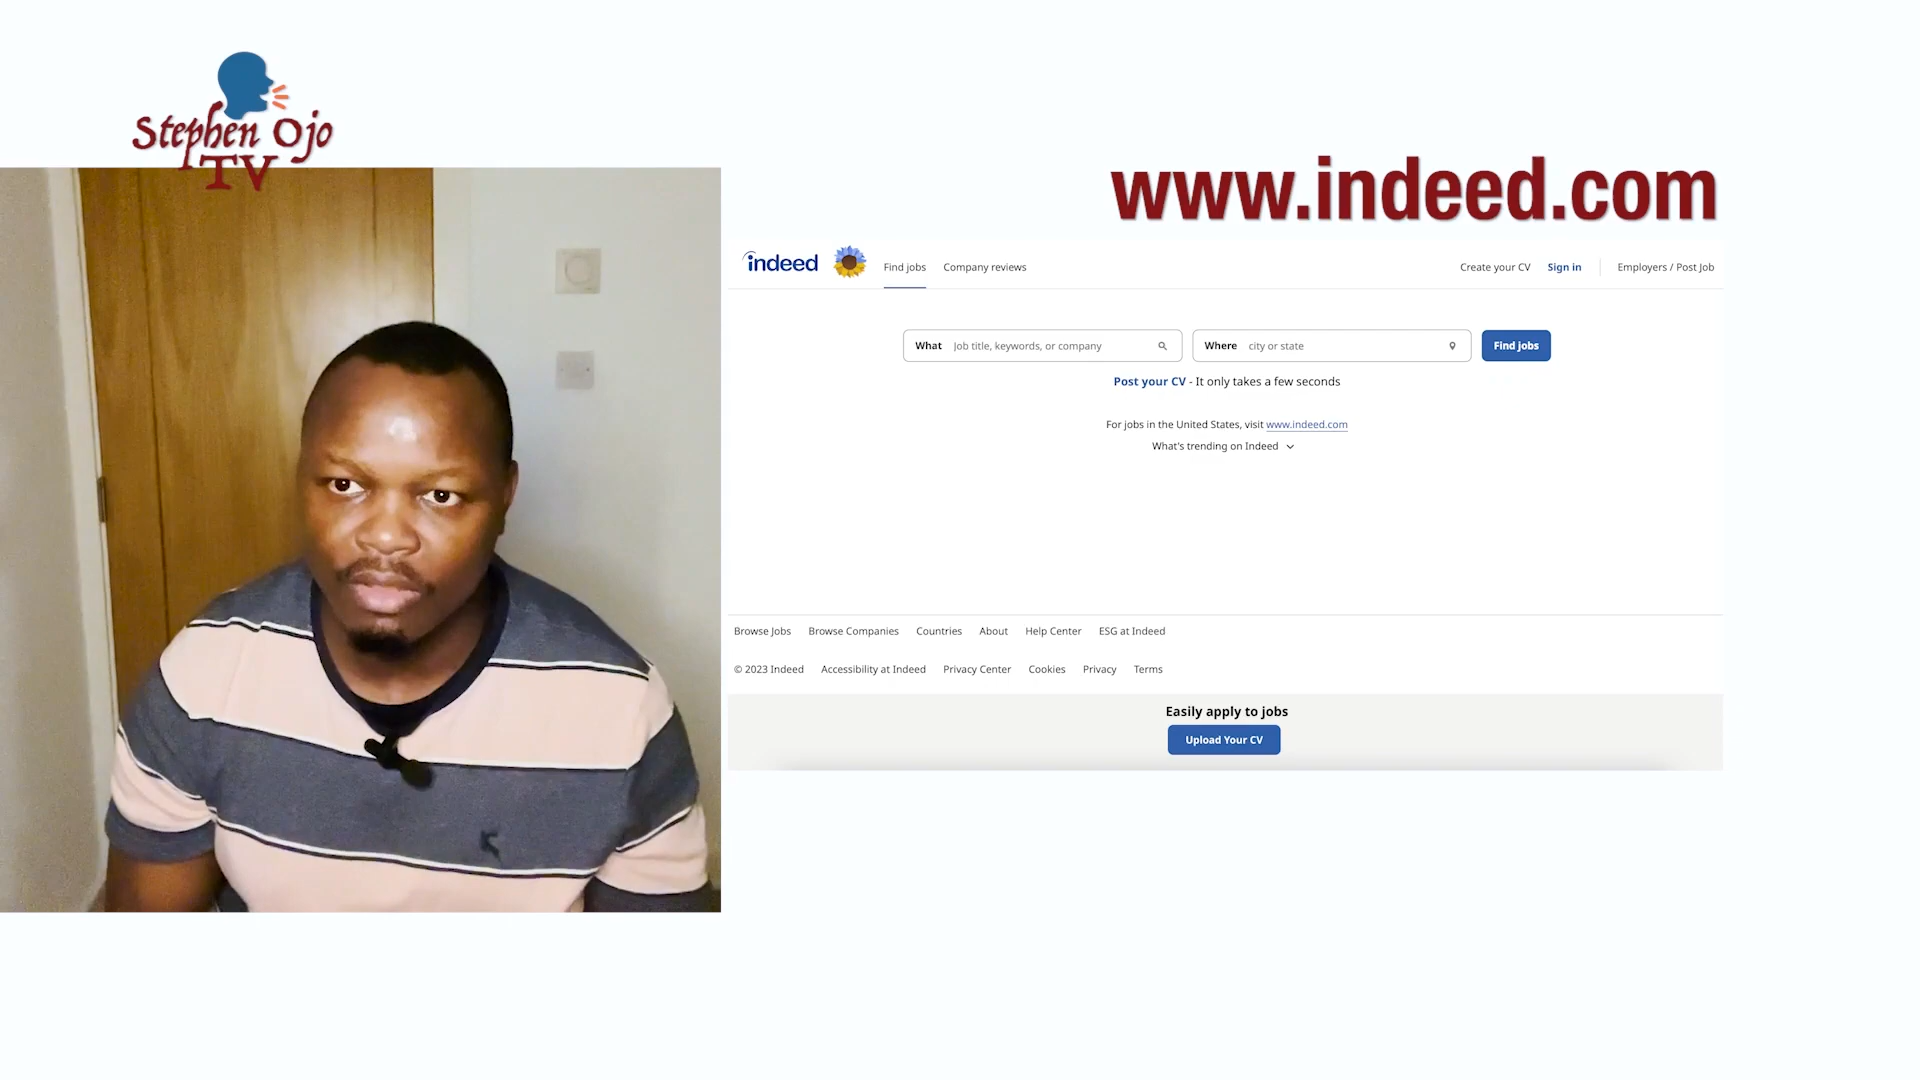 Stephen Ojo
TV
www.indeed.com
indeed
Find jobs
Company reviews
Create your CV
Sign in
Employers / Post Job
What
Job title, keywords, or company
Where
city or state
Find jobs
Post your CV - It only takes a few seconds
For jobs in the United States, visit www.indeed.com
What's trending on Indeed
Browse Jobs
Browse Companies
Countries
About
Help Center
ESG at Indeed
© 2023 Indeed
Accessibility at Indeed
Privacy Center
Cookies
Privacy
Terms
Easily apply to jobs
Upload Your CV